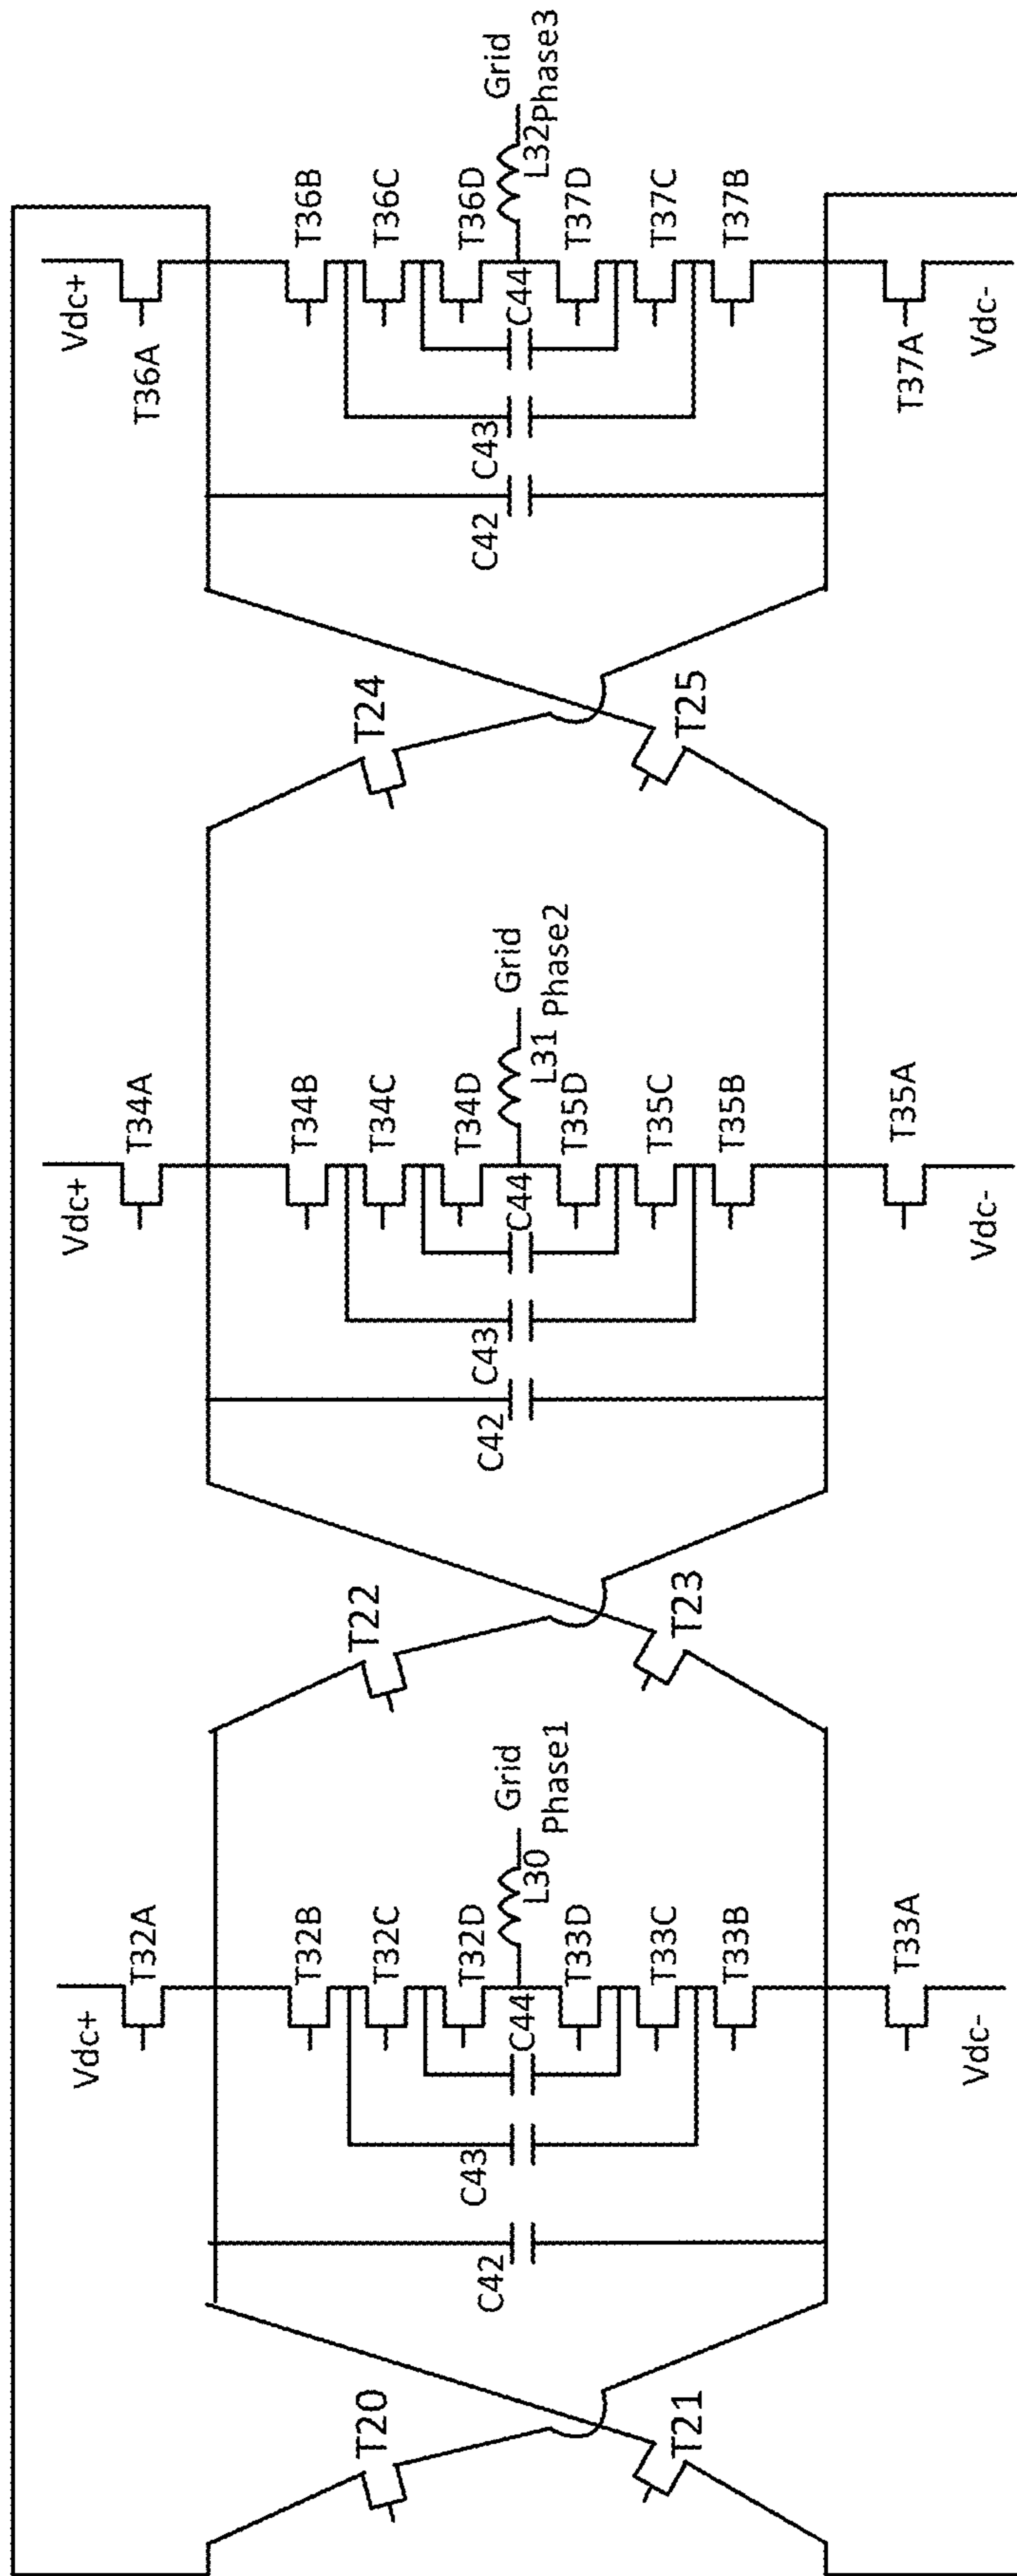 Vdc+
T32A
T32B
T32C
T32D
C44
C43
C42
L30
Grid
Phase1
T33D
T33C
T33B
T33A
Vdc-
T20
T21
T22
T23
Vdc+
T34A
T34B
T34C
T34D
C44
C43
C42
L31
Grid
Phase2
T35D
T35C
T35B
T35A
Vdc-
T24
T25
Vdc+
T36A
T36B
T36C
T36D
C44
C43
C42
L32
Grid
Phase3
T37D
T37C
T37B
T37A
Vdc-